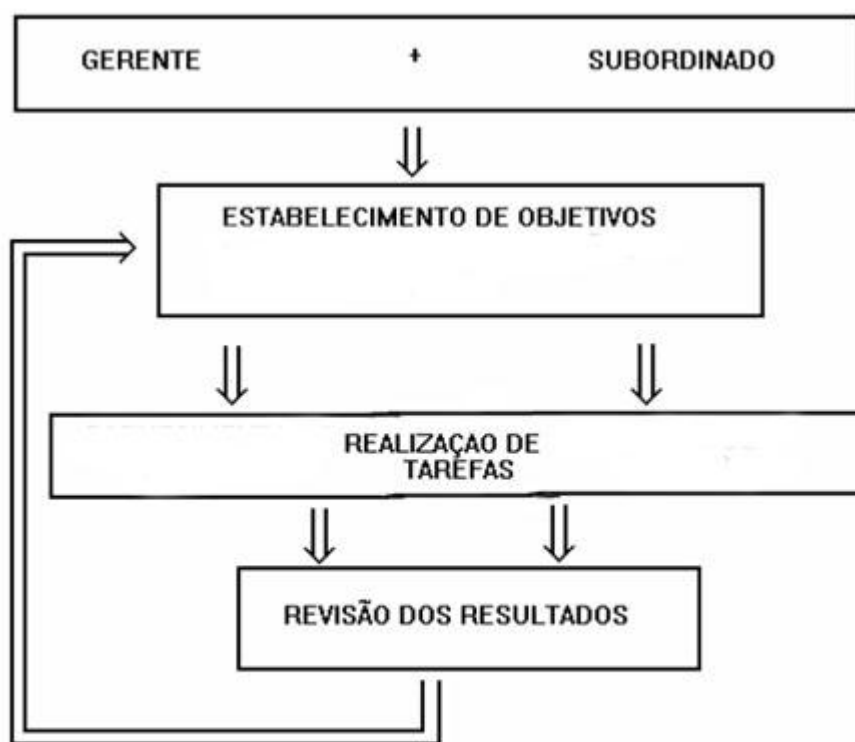 GERENTE + SUBORDINADO
ESTABELECIMENTO DE OBJETIVOS
REALIZAÇAO DE
TAREFAS
REVISÃO DOS RESULTADOS